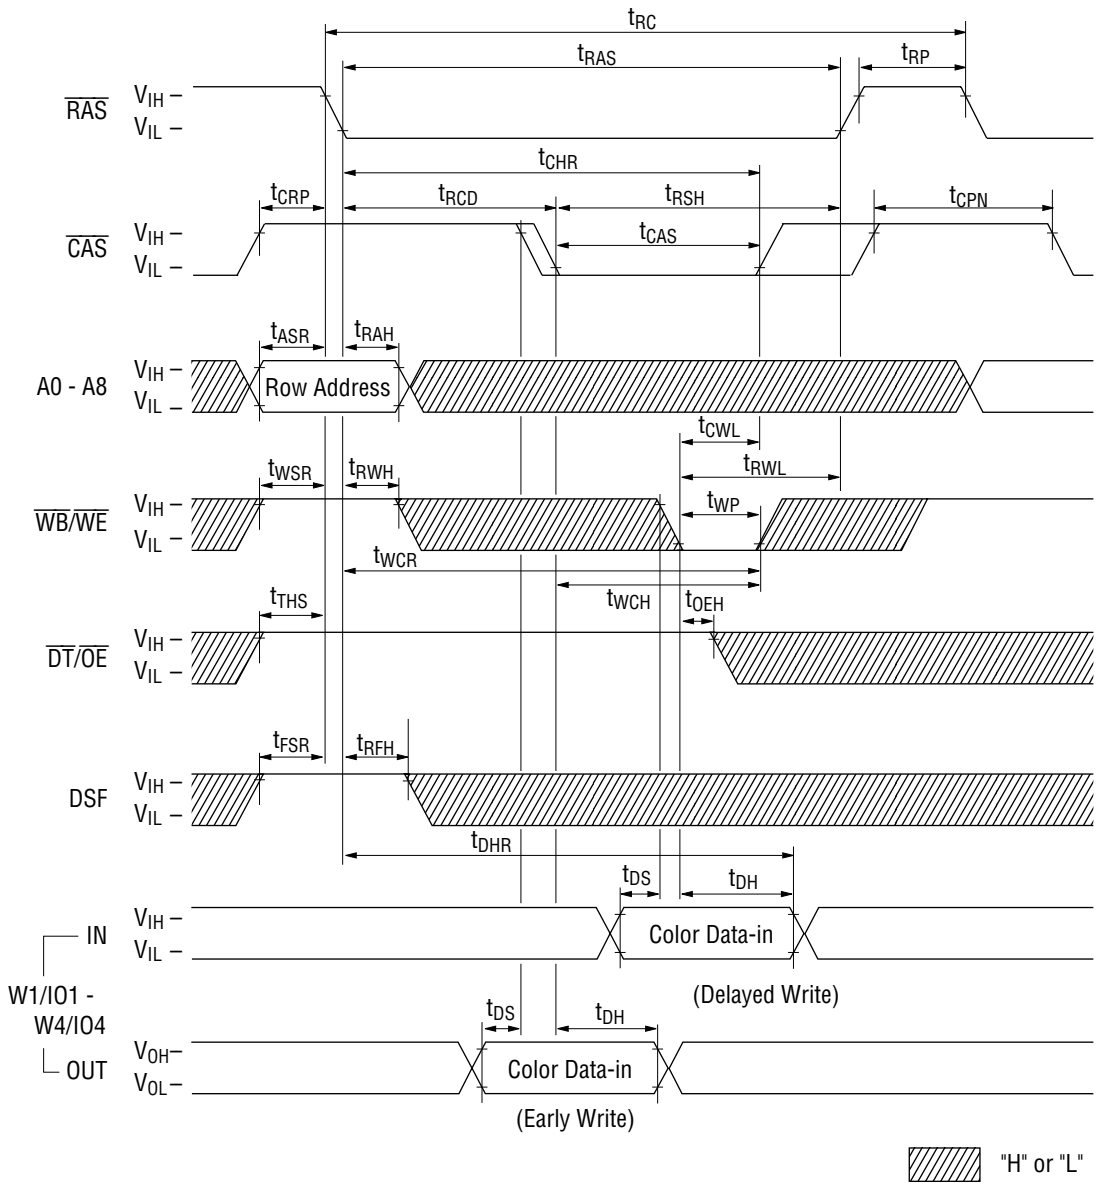 tRC
tRAS
tRP
RAS
VIH –
VIL –
tCHR
tCRP
tRCD
tRSH
tCPN
CAS
VIH –
VIL –
tCAS
tASR
tRAH
A0 - A8
VIH –
VIL –
Row Address
tCWL
tRWL
tWSR
tRWH
tWP
WB/WE
VIH –
VIL –
tWCR
tWCH
tTHS
tOEH
DT/OE
VIH –
VIL –
tFSR
tRFH
DSF
VIH –
VIL –
tDHR
tDS
tDH
IN
VIH –
VIL –
Color Data-in
(Delayed Write)
W1/IO1 -
W4/IO4
tDS
tDH
OUT
VOH–
VOL–
Color Data-in
(Early Write)
"H" or "L"